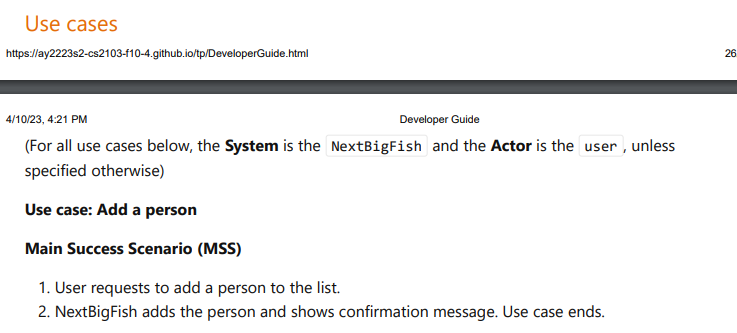 Use cases
https://ay2223s2-cs2103-f10-4.github.io/tp/DeveloperGuide.html 26
4/10/23, 4:21 PM Developer Guide
(For all use cases below, the System is the NextBigFish and the Actor is the user, unless
specified otherwise)
Use case: Add a person
Main Success Scenario (MSS)
1. User requests to add a person to the list.
2. NextBigFish adds the person and shows confirmation message. Use case ends.